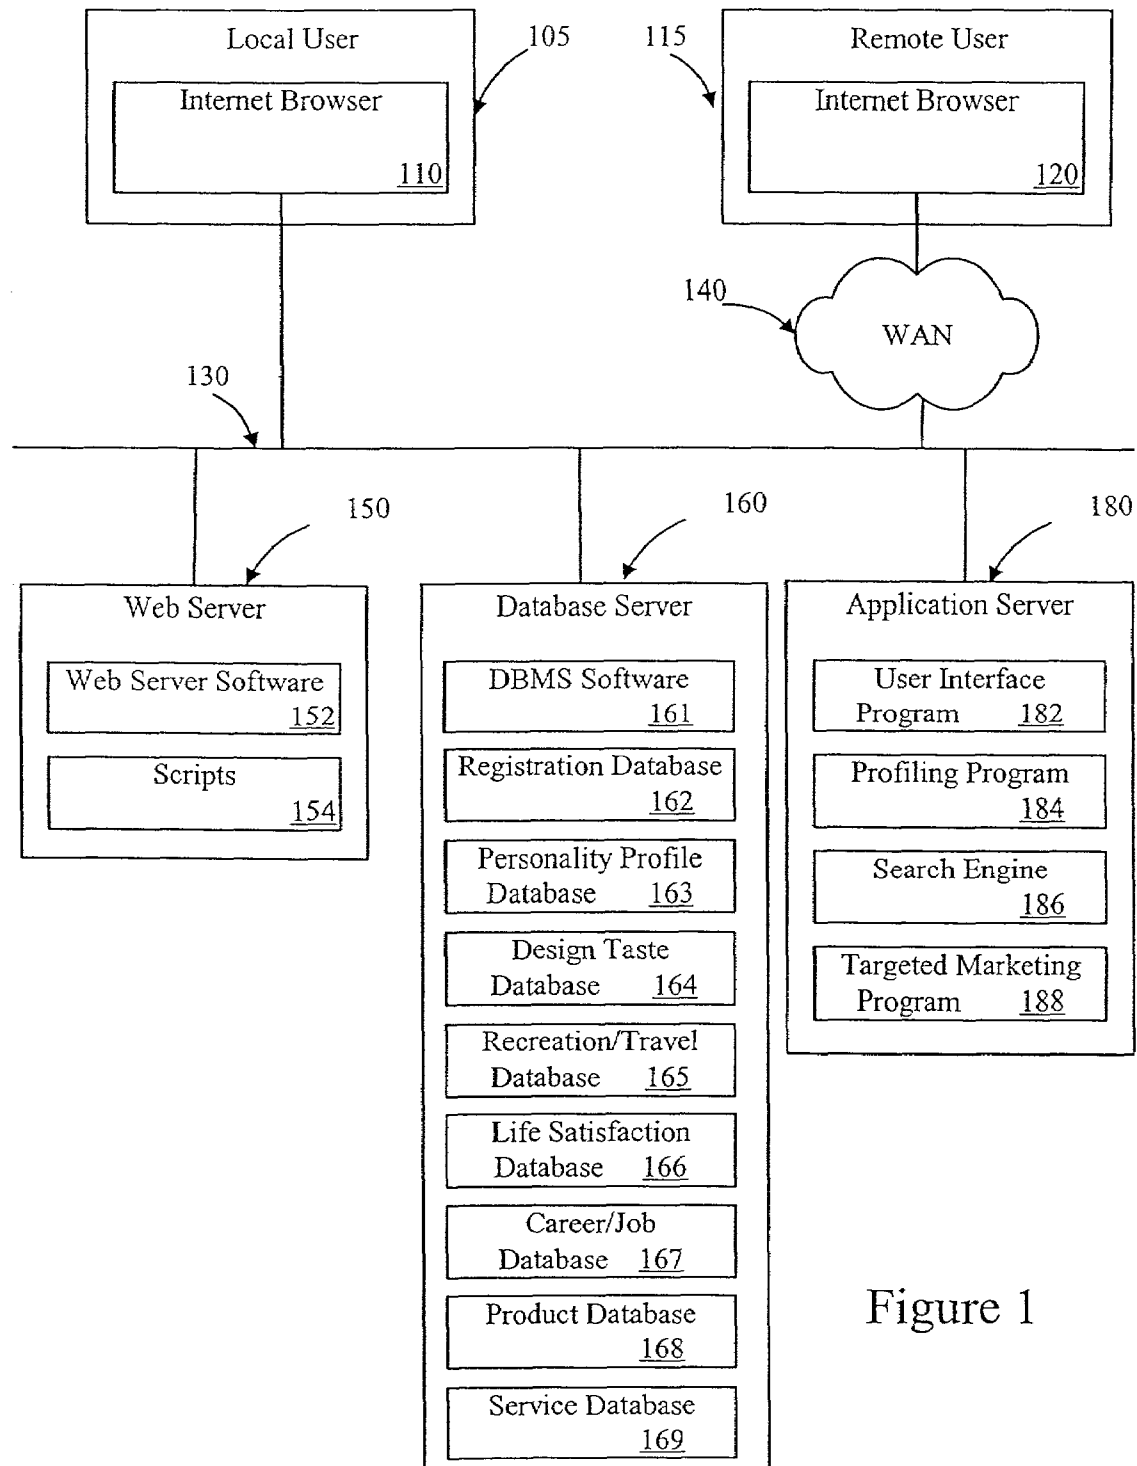 Local User
Internet Browser
110
105
115
Remote User
Internet Browser
120
140
WAN
130
150
160
180
Web Server
Web Server Software
152
Scripts
154
Database Server
DBMS Software
161
Registration Database
162
Personality Profile
Database 163
Design Taste
Database 164
Recreation/Travel
Database 165
Life Satisfaction
Database 166
Career/Job
Database 167
Product Database
168
Service Database
169
Application Server
User Interface
Program 182
Profiling Program
184
Search Engine
186
Targeted Marketing
Program 188
Figure 1